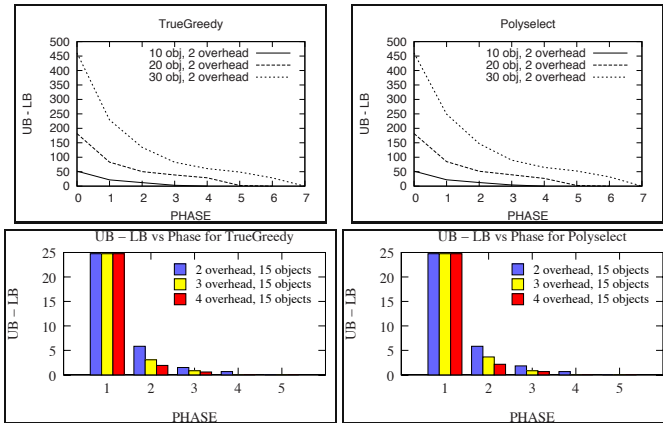 TrueGreedy
500
450
400
350
300
250
200
150
100
50
0
UB - LB
10 obj, 2 overhead
20 obj, 2 overhead
30 obj, 2 overhead
0 1 2 3 4 5 6 7
PHASE
Polyselect
500
450
400
350
300
250
200
150
100
50
0
UB - LB
10 obj, 2 overhead
20 obj, 2 overhead
30 obj, 2 overhead
0 1 2 3 4 5 6 7
PHASE
UB – LB vs Phase for TrueGreedy
25
20
15
10
5
0
UB – LB
2 overhead, 15 objects
3 overhead, 15 objects
4 overhead, 15 objects
1 2 3 4 5
PHASE
UB – LB vs Phase for Polyselect
25
20
15
10
5
0
UB – LB
2 overhead, 15 objects
3 overhead, 15 objects
4 overhead, 15 objects
1 2 3 4 5
PHASE